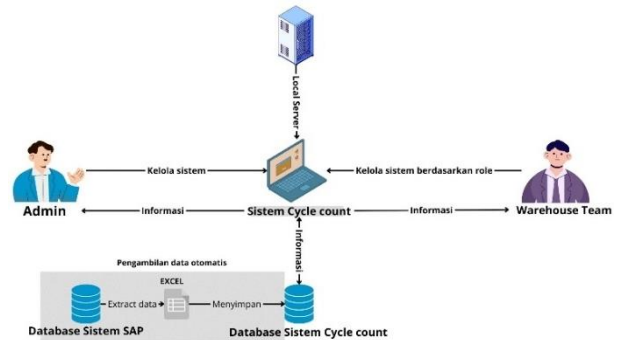 Local Server
Kelola sistem
Kelola sistem berdasarkan role
Admin
Informasi
Sistem Cycle count
Informasi
Warehouse Team
Informasi
Pengambilan data otomatis
EXCEL
Extract data
Menyimpan
Database Sistem SAP
Database Sistem Cycle count